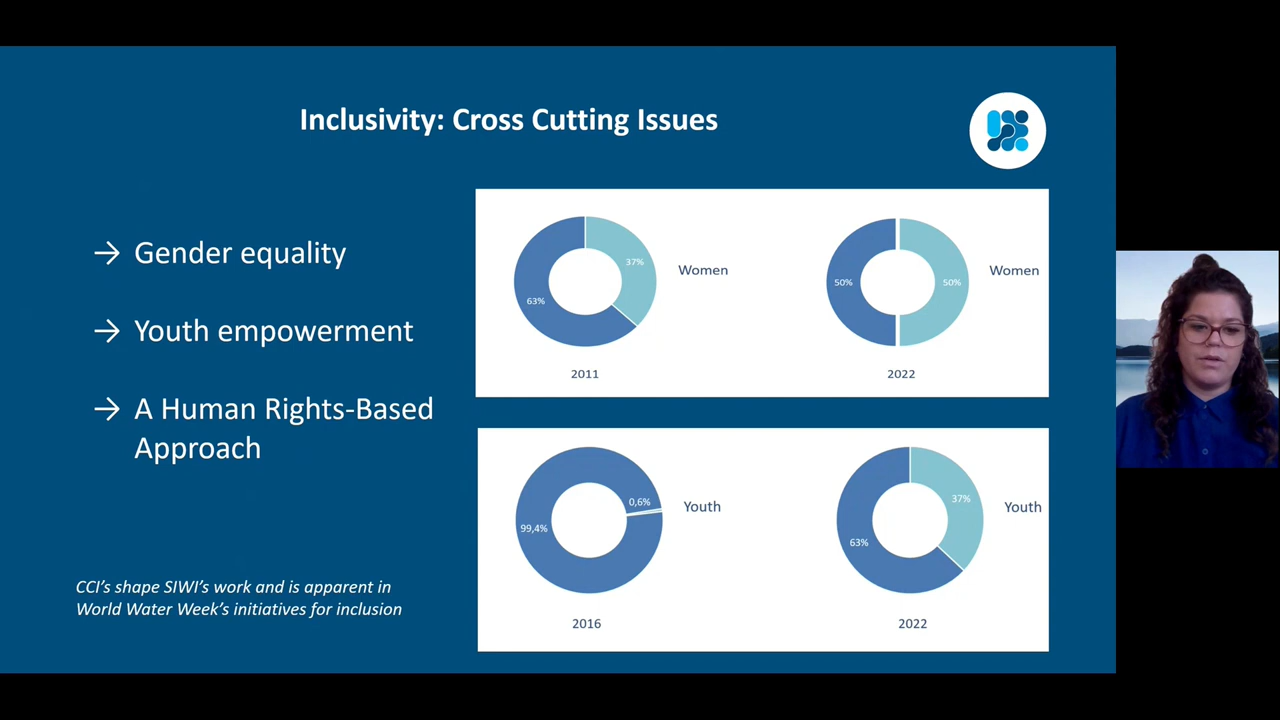 Inclusivity: Cross Cutting Issues
→ Gender equality
→ Youth empowerment
→ A Human Rights-Based
Approach
CCI's shape SIWI's work and is apparent in
World Water Week's initiatives for inclusion
37%
63%
Women
2011
50%
50%
Women
2022
0,6%
99,4%
Youth
2016
37%
63%
Youth
2022